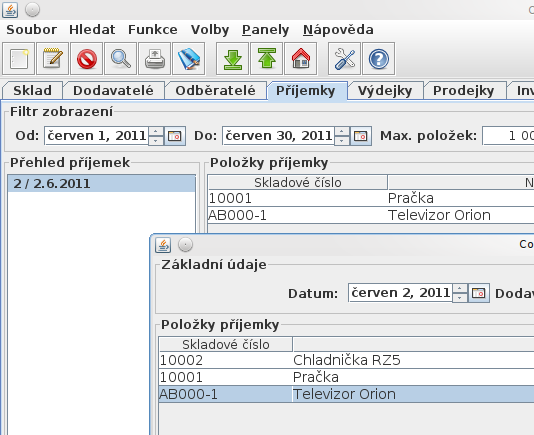 Soubor Hledat Funkce Volby Panely Nápověda
Sklad Dodavatelé Odběratelé Příjemky Výdejky Prodejky
Filtr zobrazení
Od: červen 1, 2011 Do: červen 30, 2011 Max. položek: 1 00
Přehled příjemek
2 / 2.6.2011
Položky příjemky
Skladové číslo N
10001 Pračka
AB000-1 Televizor Orion
Co
Základní údaje
Datum: červen 2, 2011 Dodav
Položky příjemky
Skladové číslo
10002 Chladnička RZ5
10001 Pračka
AB000-1 Televizor Orion